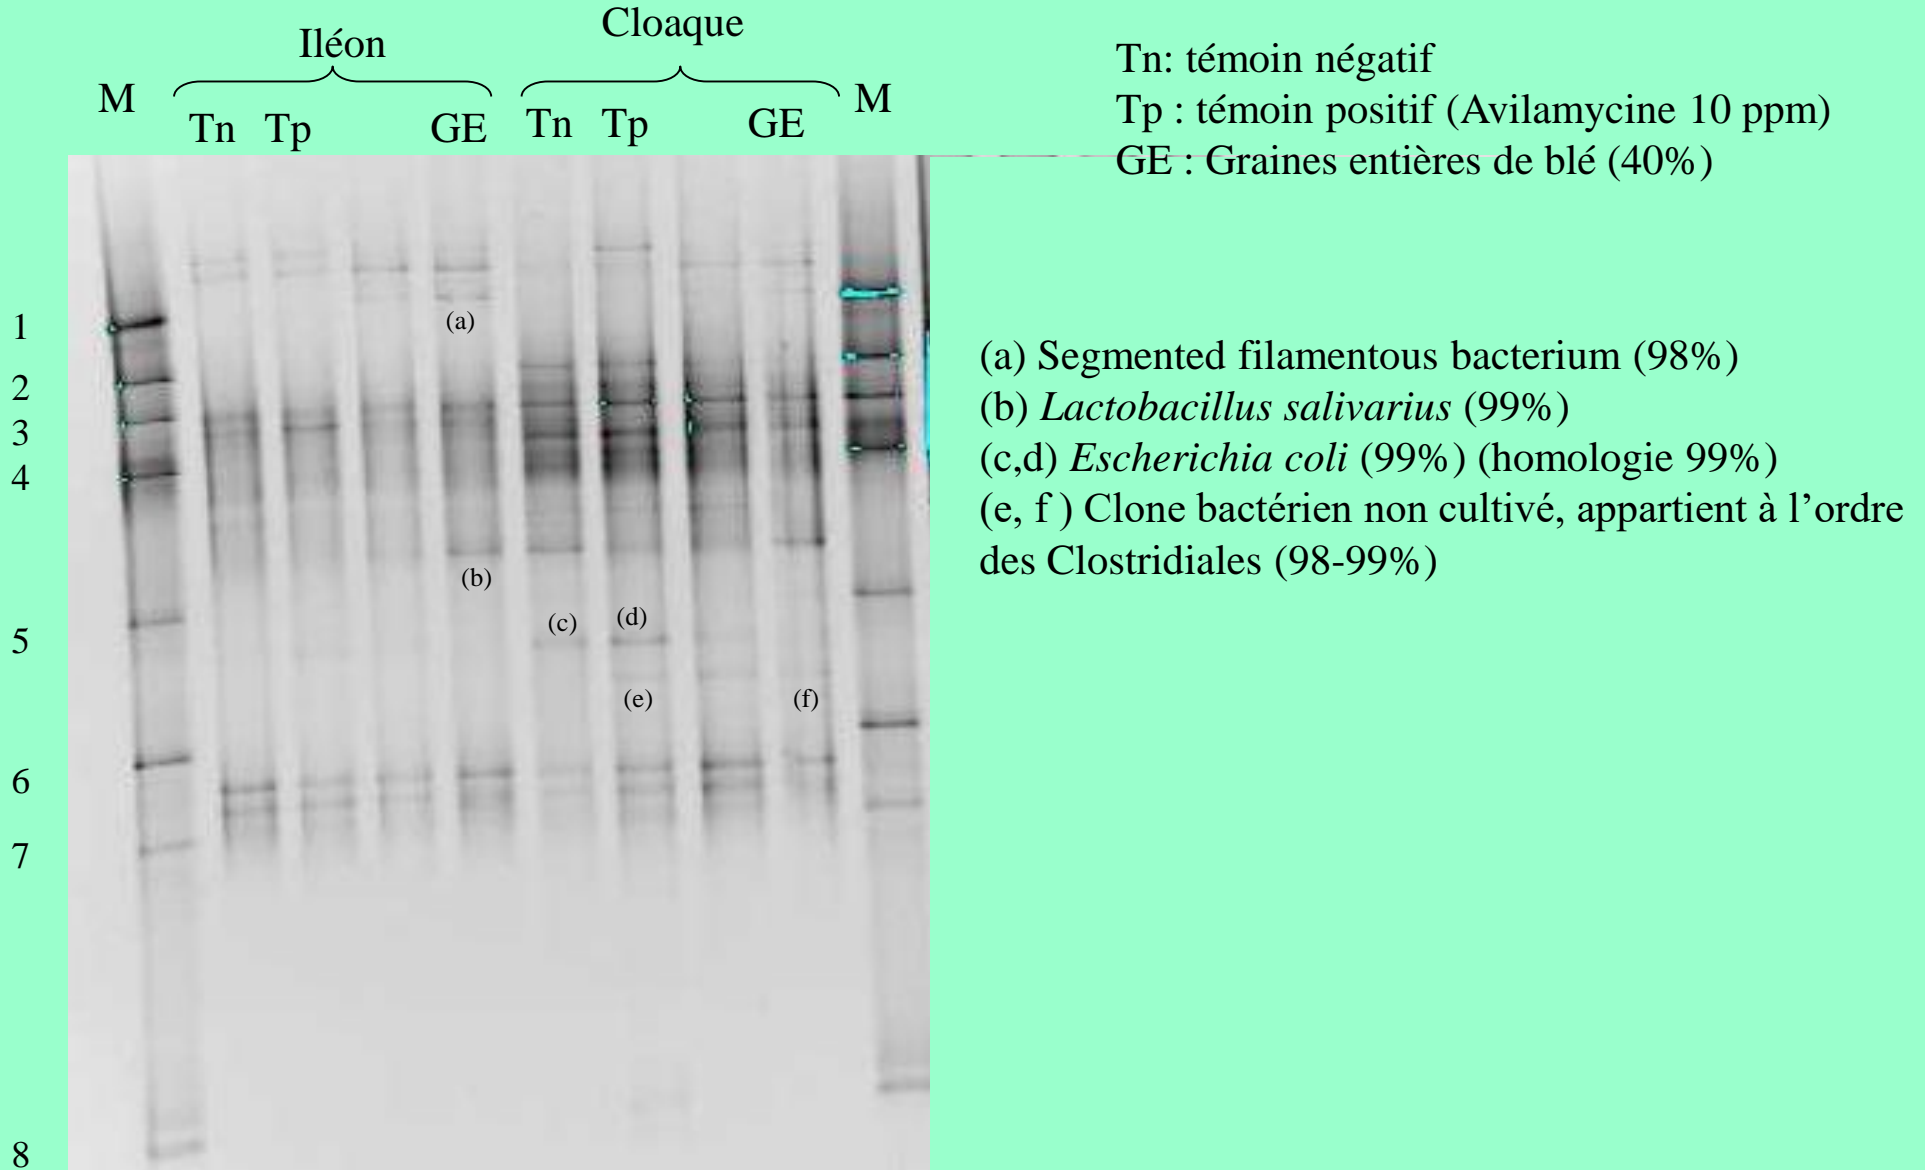 Iléon
Cloaque
M
Tn Tp GE
Tn Tp GE
M
Tn: témoin négatif
Tp : témoin positif (Avilamycine 10 ppm)
GE : Graines entières de blé (40%)
1
2
3
4
5
6
7
8
(a)
(b)
(c)
(d)
(e)
(f)
(a) Segmented filamentous bacterium (98%)
(b) Lactobacillus salivarius (99%)
(c,d) Escherichia coli (99%) (homologie 99%)
(e, f ) Clone bactérien non cultivé, appartient à l’ordre
des Clostridiales (98-99%)